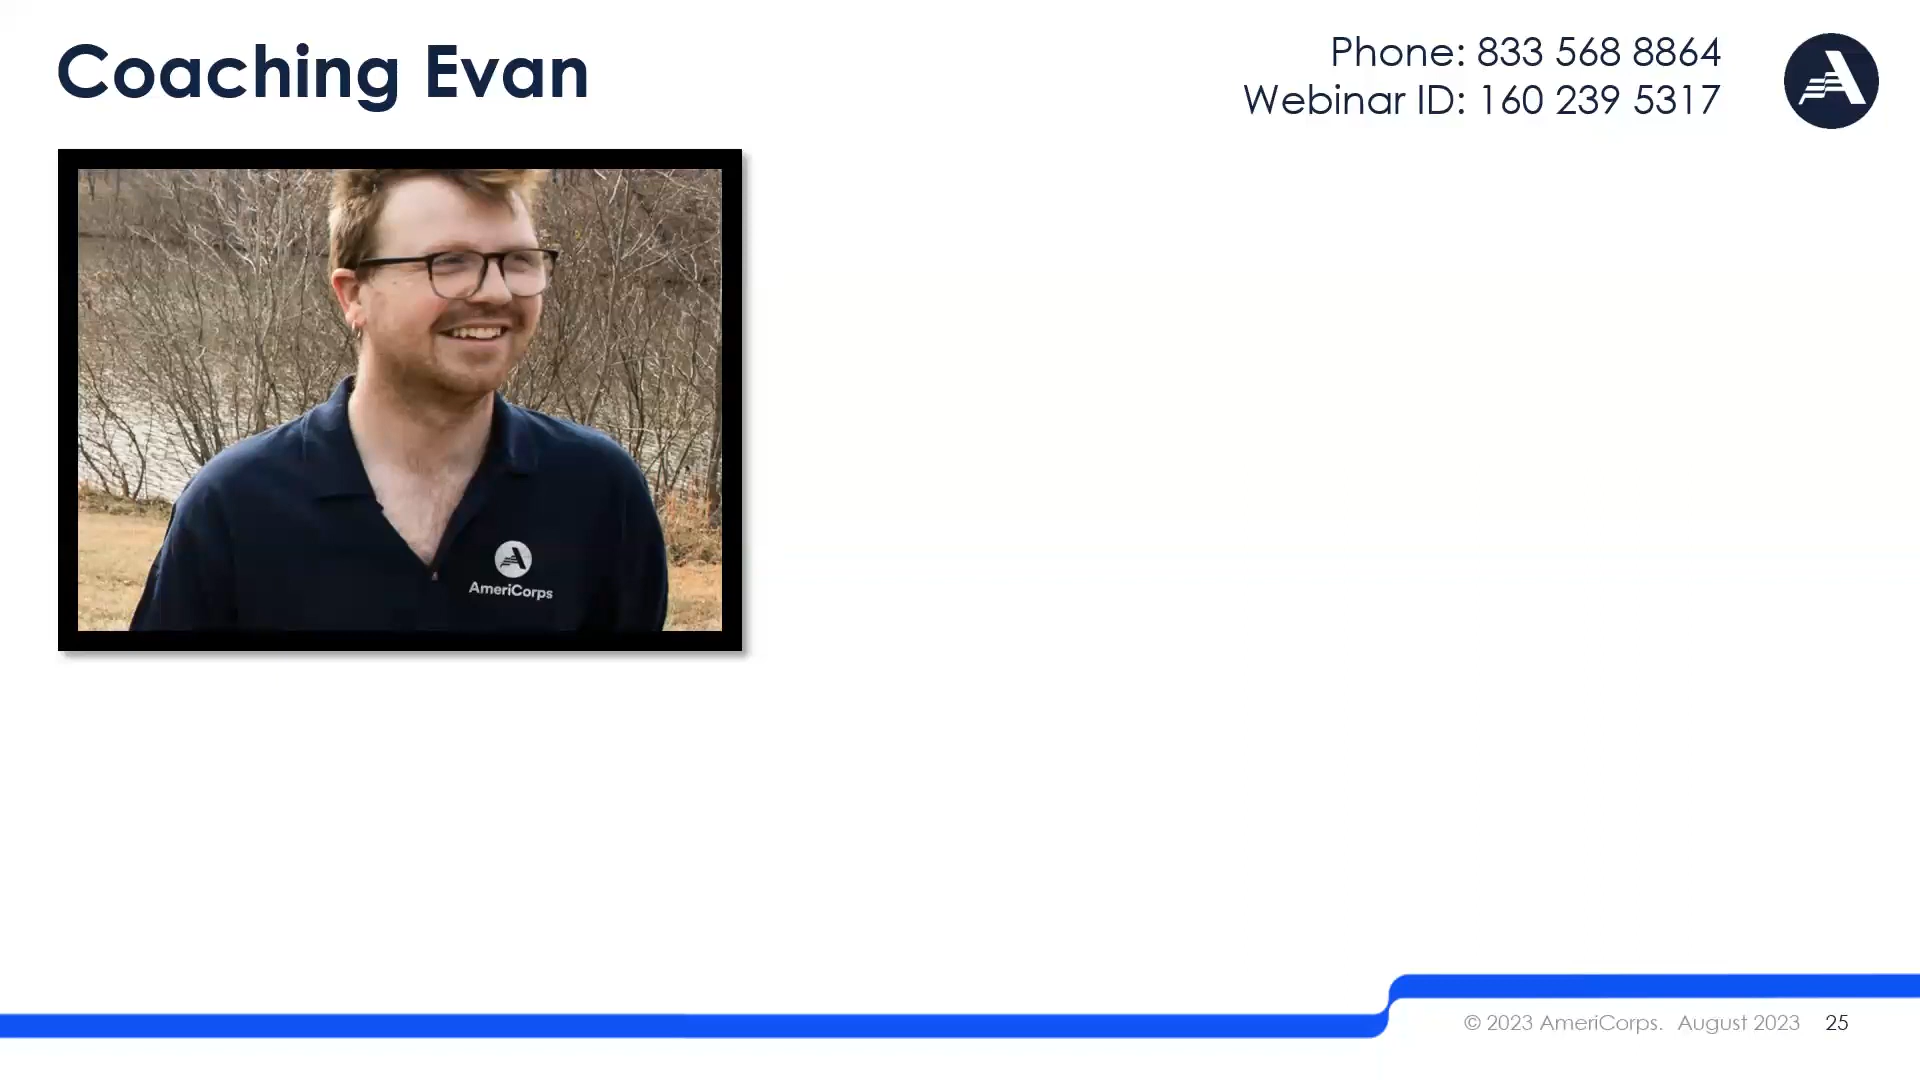 Coaching Evan
Phone: 833 568 8864
Webinar ID: 160 239 5317
AmeriCorps
© 2023 AmeriCorps. August 2023 25